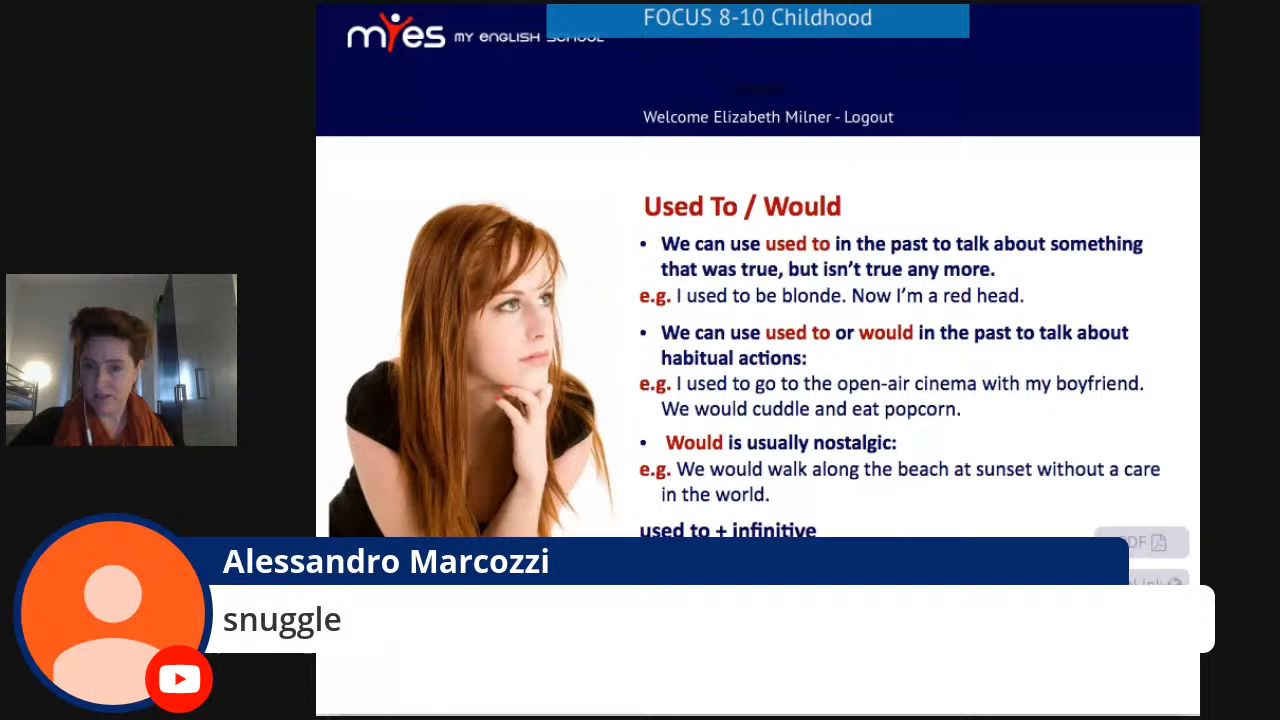 FOCUS 8-10 Childhood
myes MY ENGLISH SCHOOL
Welcome Elizabeth Milner - Logout
Used To / Would
• We can use used to in the past to talk about something
that was true, but isn't true any more.
e.g. I used to be blonde. Now I'm a red head.
• We can use used to or would in the past to talk about
habitual actions:
e.g. I used to go to the open-air cinema with my boyfriend.
We would cuddle and eat popcorn.
• Would is usually nostalgic:
e.g. We would walk along the beach at sunset without a care
in the world.
used to + infinitive
PDF
Alessandro Marcozzi
snuggle